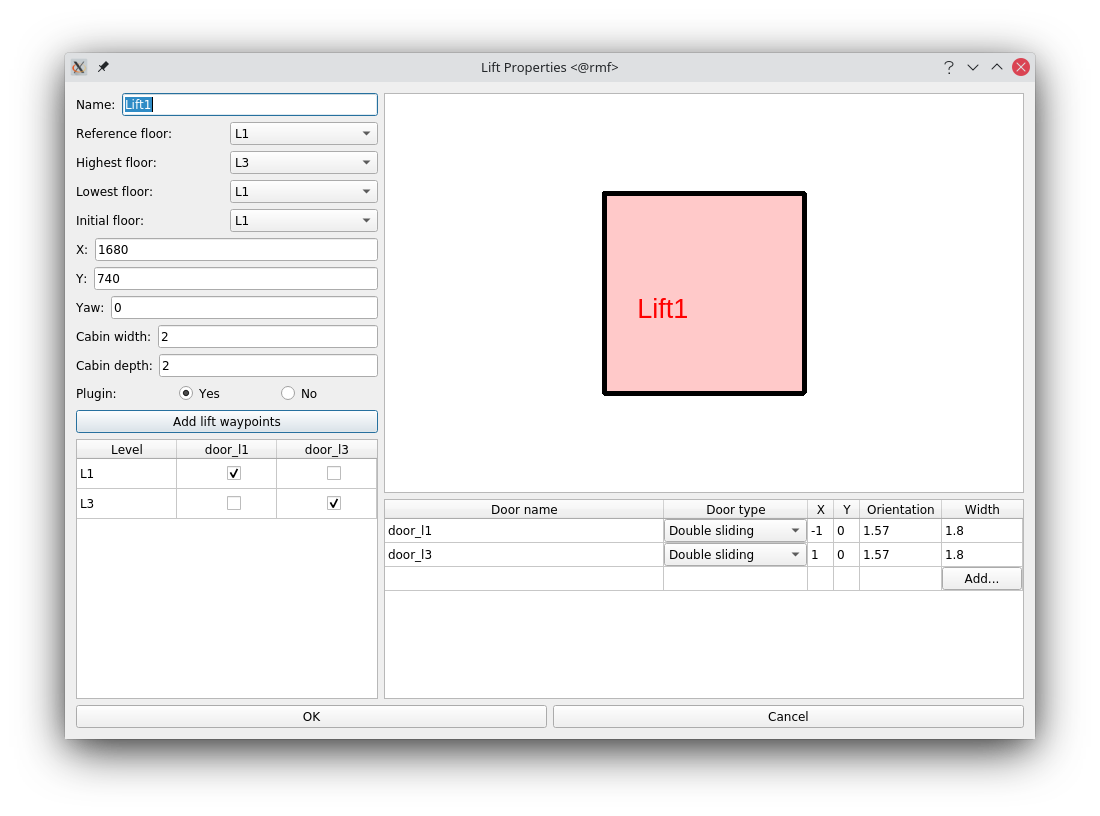 Lift Properties <@rmf>
Name: Lift1
Reference floor: L1
Highest floor: L3
Lowest floor: L1
Initial floor: L1
X: 1680
Y: 740
Yaw: 0
Cabin width: 2
Cabin depth: 2
Plugin: Yes No
Add lift waypoints
Level door_l1 door_l3
L1
L3
Lift1
Door name Door type X Y Orientation Width
door_l1 Double sliding -1 0 1.57 1.8
door_l3 Double sliding 1 0 1.57 1.8
Add...
OK Cancel